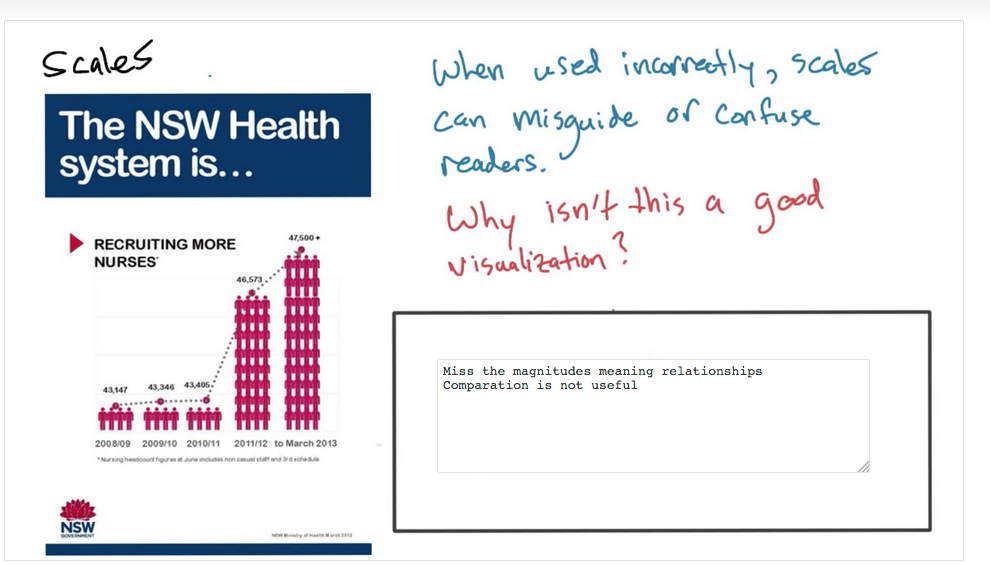 Scales
The NSW Health
system is...
RECRUITING MORE
NURSES*
47,500 +
46,573
43,147
43,346
43,405
2008/09 2009/10 2010/11 2011/12 to March 2013
*Nursing headcount figures at June includes non casual staff and 3rd schedule
NSW
GOVERNMENT
NSW Ministry of Health March 2013
When used incorrectly, scales
can misguide or confuse
readers.
Why isn't this a good
visualization?
Miss the magnitudes meaning relationships
Comparation is not useful